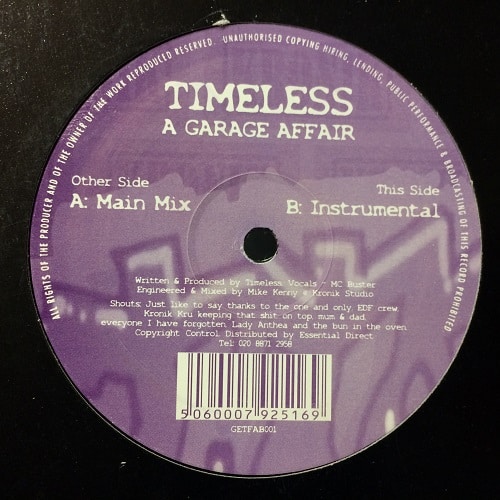 ALL RIGHTS OF THE PRODUCER AND OF THE OWNER OF THE WORK REPRODUCED RESERVED. UNAUTHORISED COPYING HIRING, LENDING, PUBLIC PERFORMANCE & BROADCASTING OF THIS RECORD PROHIBITED
TIMELESS
A GARAGE AFFAIR
Other Side
A: Main Mix
This Side
B: Instrumental
Written & Produced by Timeless Vocals - MC Buster
Engineered & Mixed by Mike Kenny @ Kronik Studio
Shouts: Just like to say thanks to the one and only EDF crew.
Kronik Kru keeping that shit on top, mum & dad,
everyone I have forgotten, Lady Anthea and the bun in the oven.
Copyright Control. Distributed by Essential Direct
Tel: 020 8871 2958
5060007925169
GETFAB001